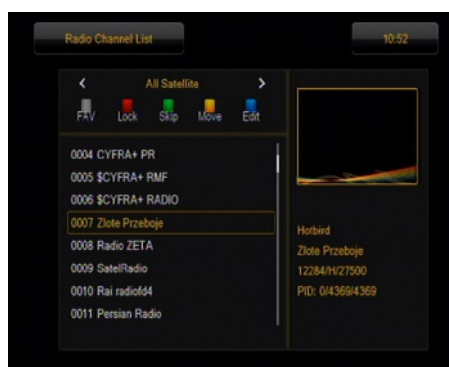 Radio Channel List
10:52
All Satellite
FAV Lock Skip Move Edit
0004 CYFRA+ PR
0005 $CYFRA+ RMF
0006 $CYFRA+ RADIO
0007 Zlote Przeboje
0008 Radio ZETA
0009 SatelRadio
0010 Rai radiofd4
0011 Persian Radio
Hotbird
Zlote Przeboje
12284/H/27500
PID: 0/4369/4369